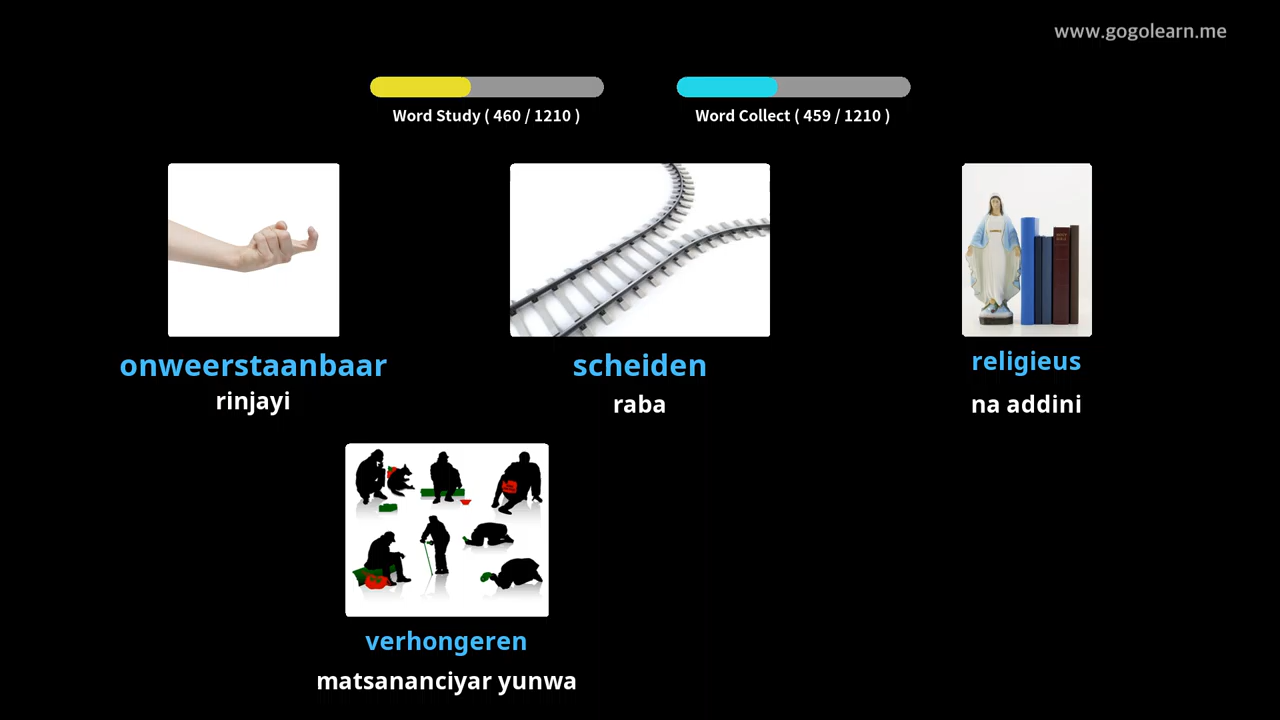 www.gogolearn.me
Word Study ( 460 / 1210 )
Word Collect ( 459 / 1210 )
onweerstaanbaar
rinjayi
scheiden
raba
religieus
na addini
verhongeren
matsananciyar yunwa